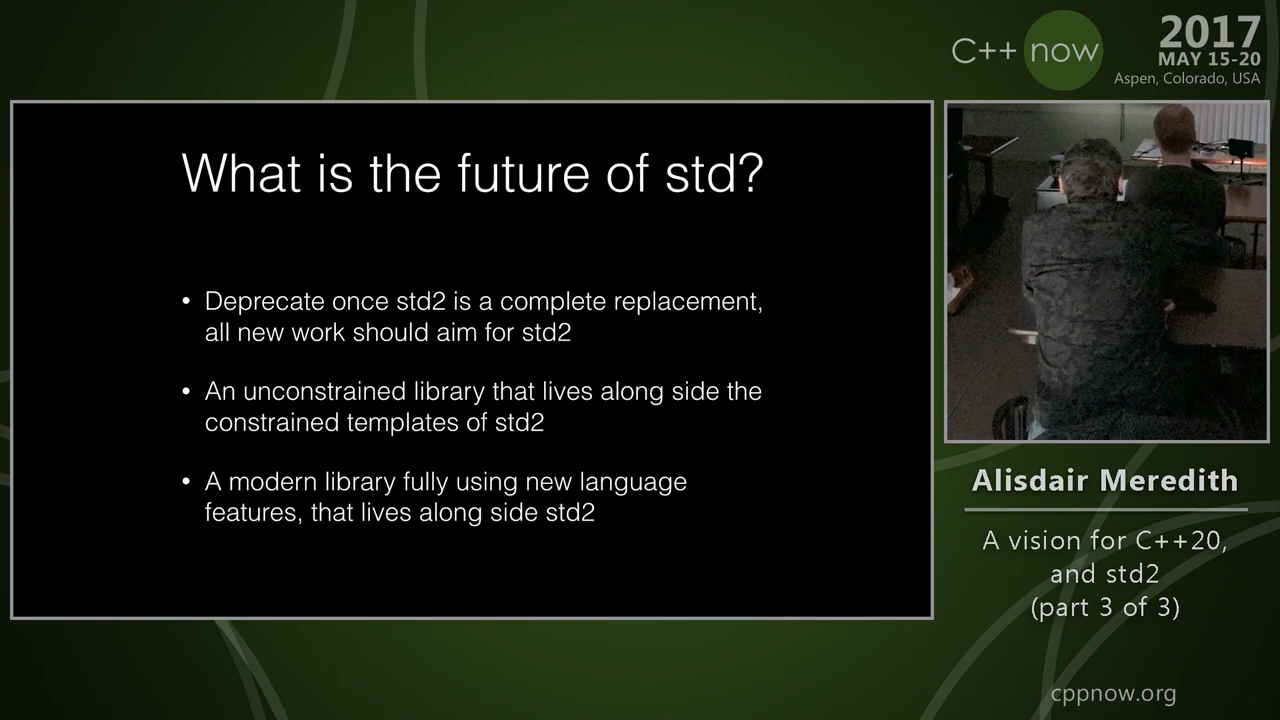 C++ now
2017
MAY 15-20
Aspen, Colorado, USA
What is the future of std?
• Deprecate once std2 is a complete replacement,
all new work should aim for std2
• An unconstrained library that lives along side the
constrained templates of std2
• A modern library fully using new language
features, that lives along side std2
Alisdair Meredith
A vision for C++20,
and std2
(part 3 of 3)
cppnow.org